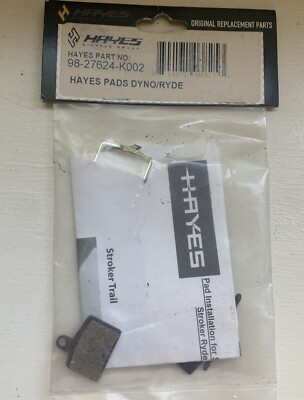 HAYES
ORIGINAL REPLACEMENT PARTS
HAYES
BICYCLE GROUP
HAYES PART NO:
98-27624-K002
HAYES PADS DYNO/RYDE
HAYES
Stroker Trail
Pad Installation for S
Stroker Ryde